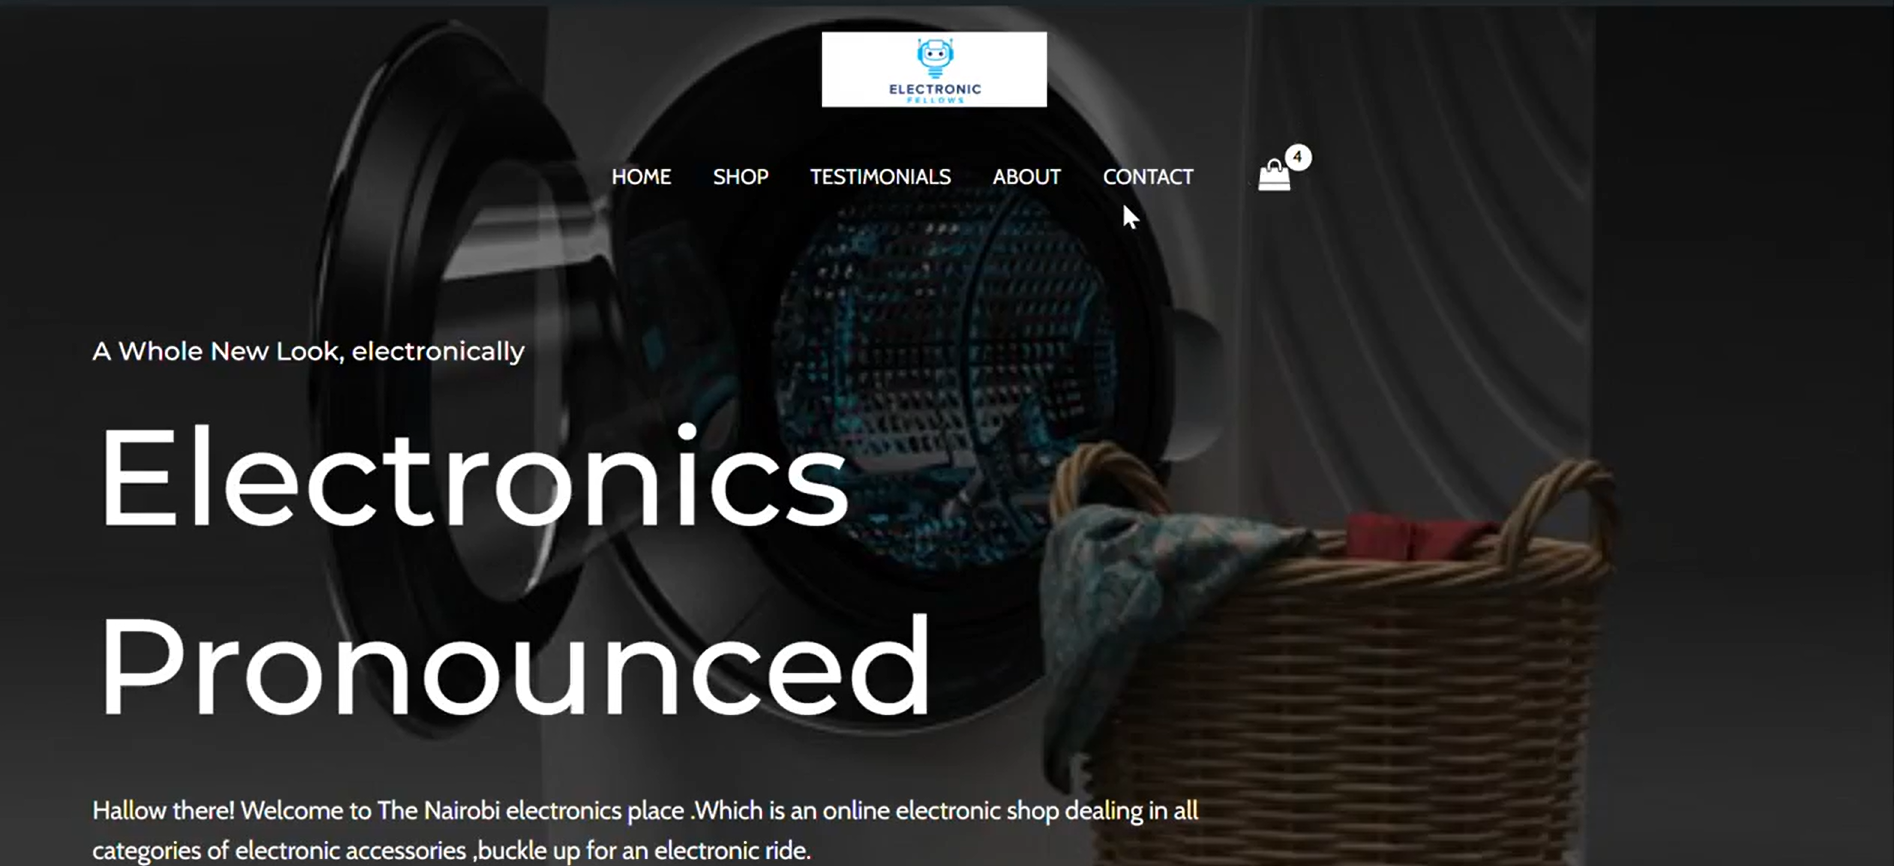 ELECTRONIC
FELLOWS
HOME SHOP TESTIMONIALS ABOUT CONTACT 4
A Whole New Look, electronically
Electronics
Pronounced
Hallow there! Welcome to The Nairobi electronics place .Which is an online electronic shop dealing in all
categories of electronic accessories ,buckle up for an electronic ride.